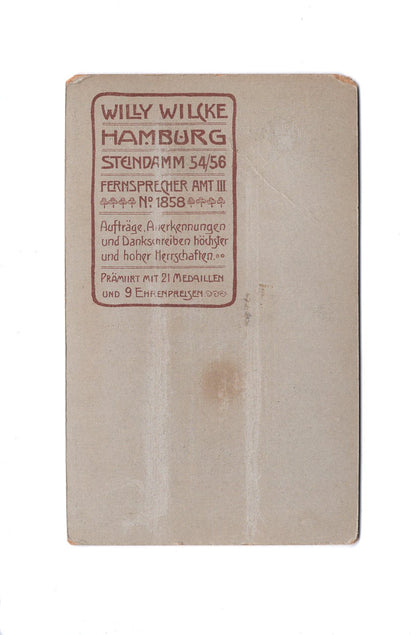 WILLY WILCKE
HAMBURG
STEINDAMM 54/56
FERNSPRECHER AMT III
No 1858
Aufträge, Anerkennungen
und Dankschreiben höchster
und hoher Herrschaften.
PRÄMIIRT MIT 21 MEDAILLEN
UND 9 EHRENPREISEN